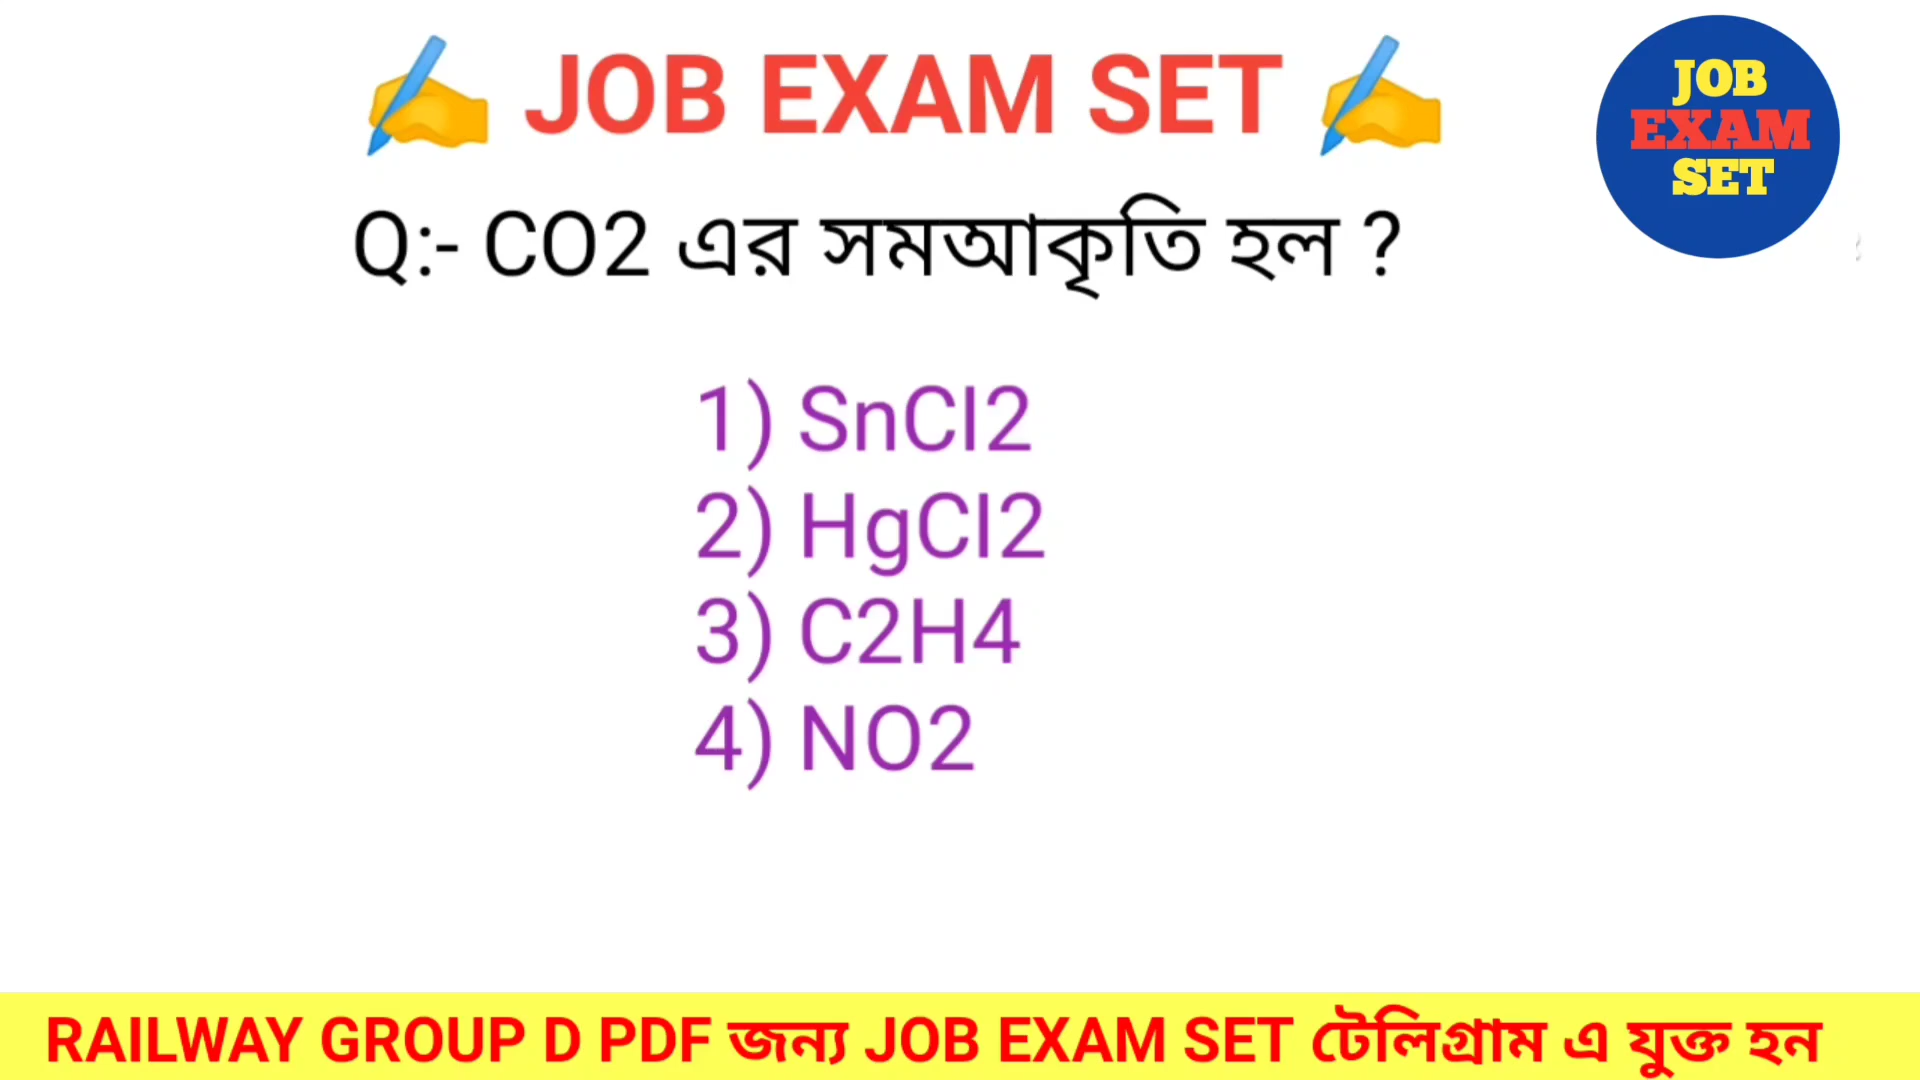 ✍️ JOB EXAM SET ✍️
JOB
EXAM
SET
Q:- CO2 এর সমআকৃতি হল ?
1) SnCl2
2) HgCl2
3) C2H4
4) NO2
RAILWAY GROUP D PDF জন্য JOB EXAM SET টেলিগ্রাম এ যুক্ত হন